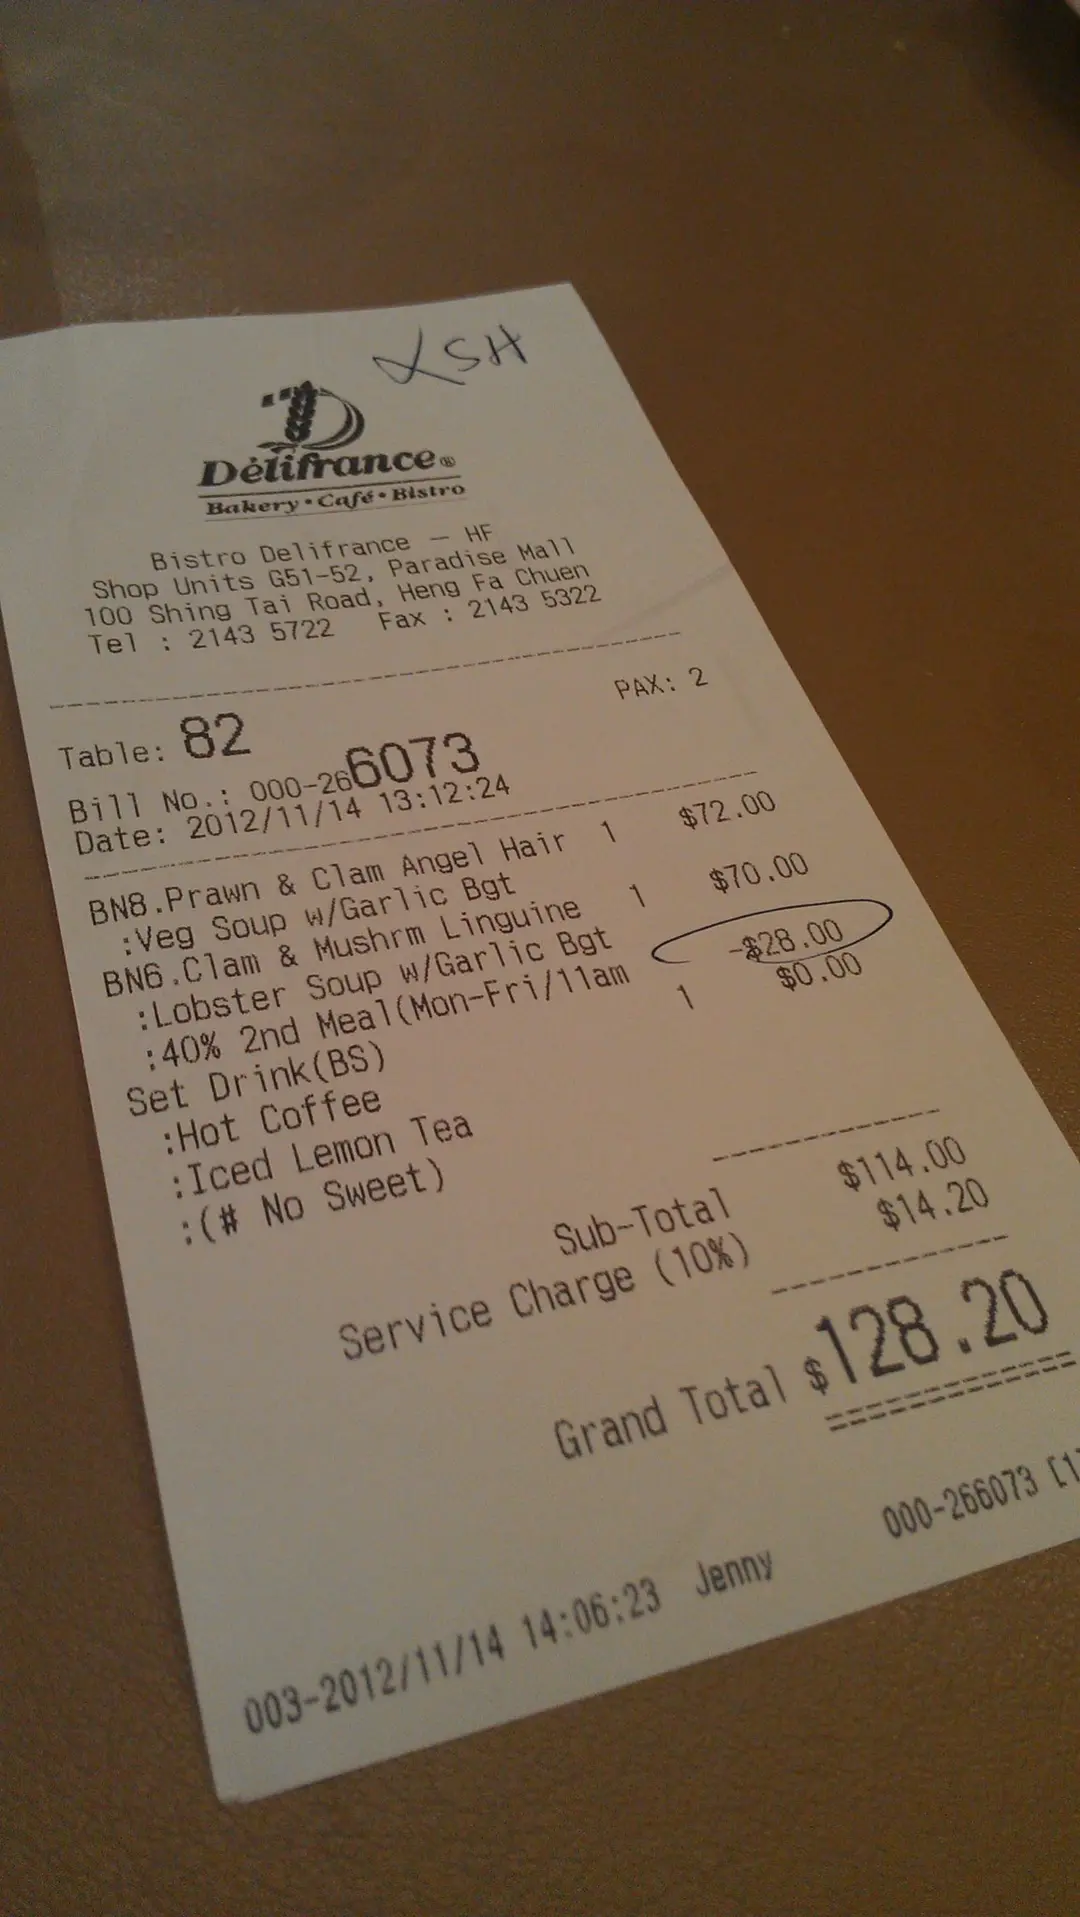 LSH
Délifrance®
Bakery • Café • Bistro
Bistro Delifrance – HF
Shop Units G51-52, Paradise Mall
100 Shing Tai Road, Heng Fa Chuen
Tel : 2143 5722 Fax : 2143 5322
PAX: 2
Table: 82
Bill No.: 000-266073
Date: 2012/11/14 13:12:24
BN8.Prawn & Clam Angel Hair 1 $72.00
:Veg Soup w/Garlic Bgt
BN6.Clam & Mushrm Linguine 1 $70.00
:Lobster Soup w/Garlic Bgt
:40% 2nd Meal(Mon-Fri/11am -$28.00
Set Drink(BS) 1 $0.00
:Hot Coffee
:Iced Lemon Tea
:(# No Sweet)
Sub-Total $114.00
Service Charge (10%) $14.20
Grand Total $128.20
000-266073 [1
003-2012/11/14 14:06:23 Jenny